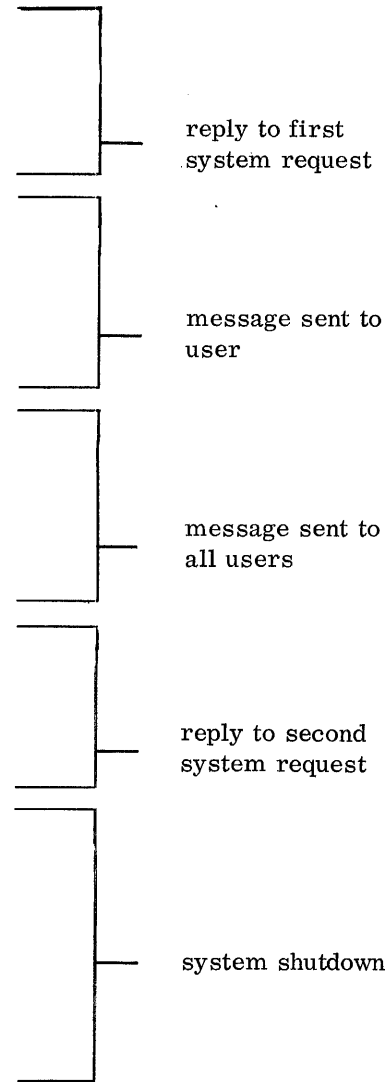 reply to first
system request
message sent to
user
message sent to
all users
reply to second
system request
system shutdown